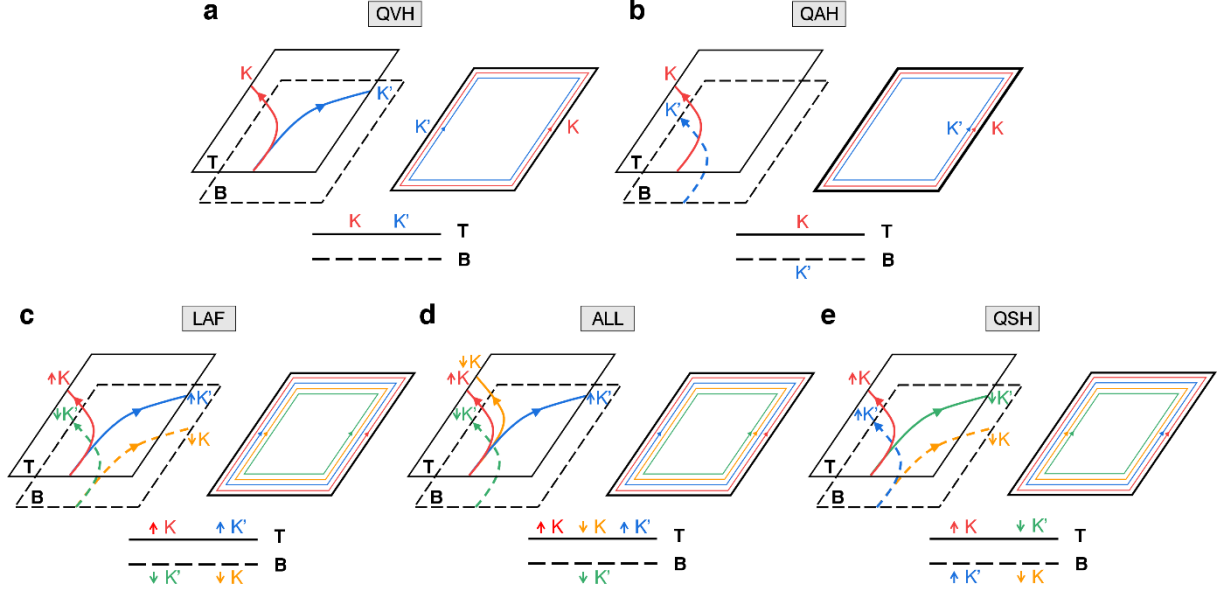 a QVH
K
K'
T
B
K'
K
K K' T
B
b QAH
K
K'
T
B
K' K
K T
B
K'
c LAF
↑K
↓K'
↑K'
↓K
T
B
↑K ↑K' T
B
↓K' ↓K
d ALL
↓K
↑K
↓K'
↑K'
T
B
↑K ↓K ↑K' T
B
↓K'
e QSH
↑K
↑K'
↓K'
↓K
T
B
↑K ↓K' T
B
↑K' ↓K